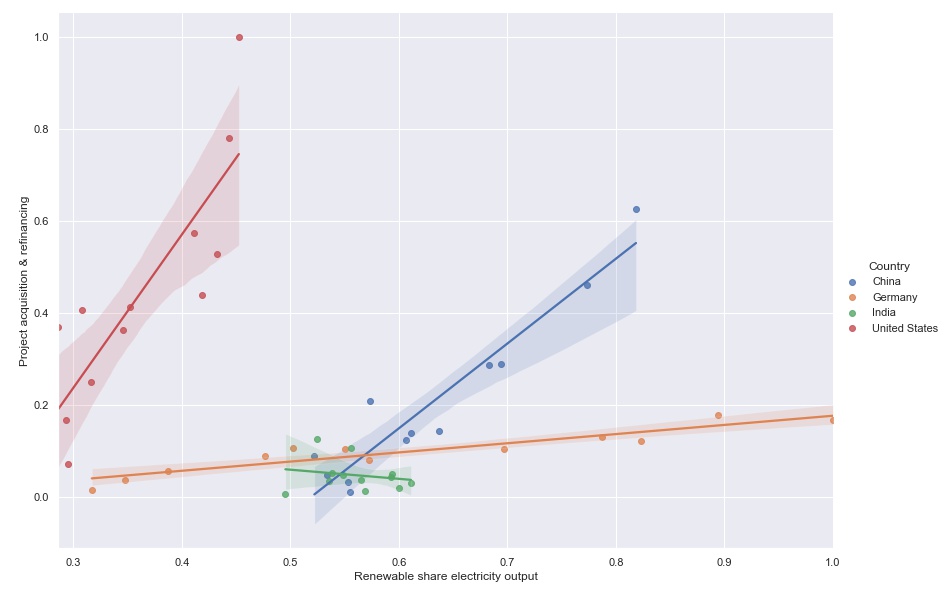 1.0
0.8
0.6
0.4
0.2
0.0
Project acquisition & refinancing
0.3 0.4 0.5 0.6 0.7 0.8 0.9 1.0
Renewable share electricity output
Country
China
Germany
India
United States